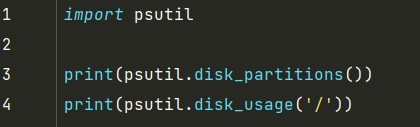 1 import psutil
2
3 print(psutil.disk_partitions())
4 print(psutil.disk_usage('/'))